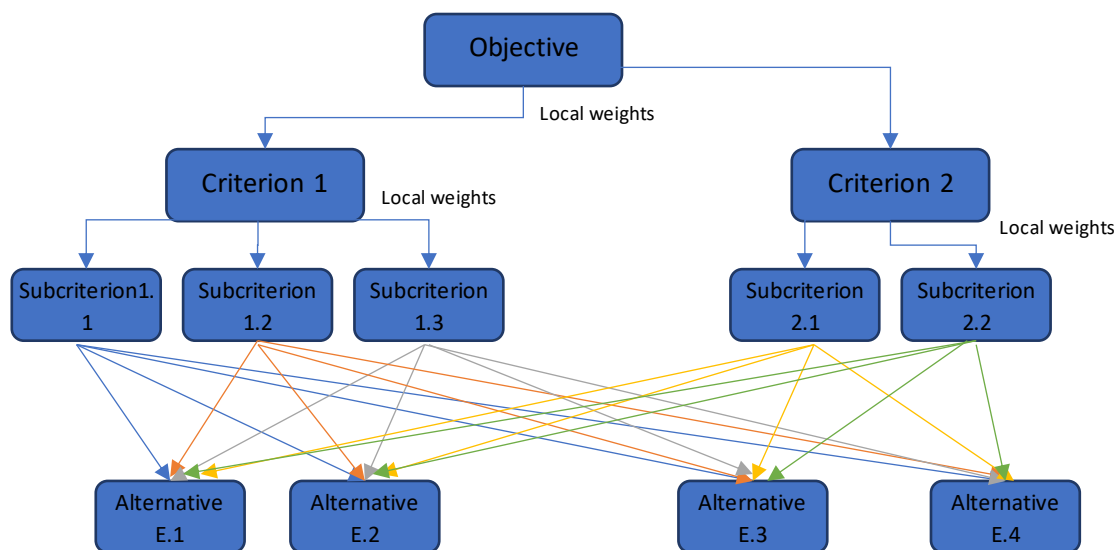 Objective
Local weights
Criterion 1
Criterion 2
Local weights
Local weights
Subcriterion1.
1
Subcriterion
1.2
Subcriterion
1.3
Subcriterion
2.1
Subcriterion
2.2
Alternative
E.1
Alternative
E.2
Alternative
E.3
Alternative
E.4